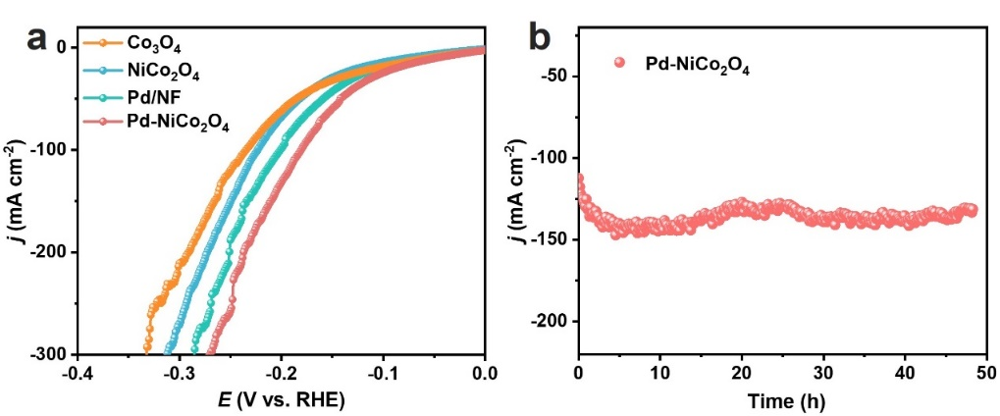 a
Co₃O₄
NiCo₂O₄
Pd/NF
Pd-NiCo₂O₄
0
-100
-200
-300
j (mA cm⁻²)
-0.4 -0.3 -0.2 -0.1 0.0
E (V vs. RHE)
b
Pd-NiCo₂O₄
-50
-100
-150
-200
j (mA cm⁻²)
0 10 20 30 40 50
Time (h)